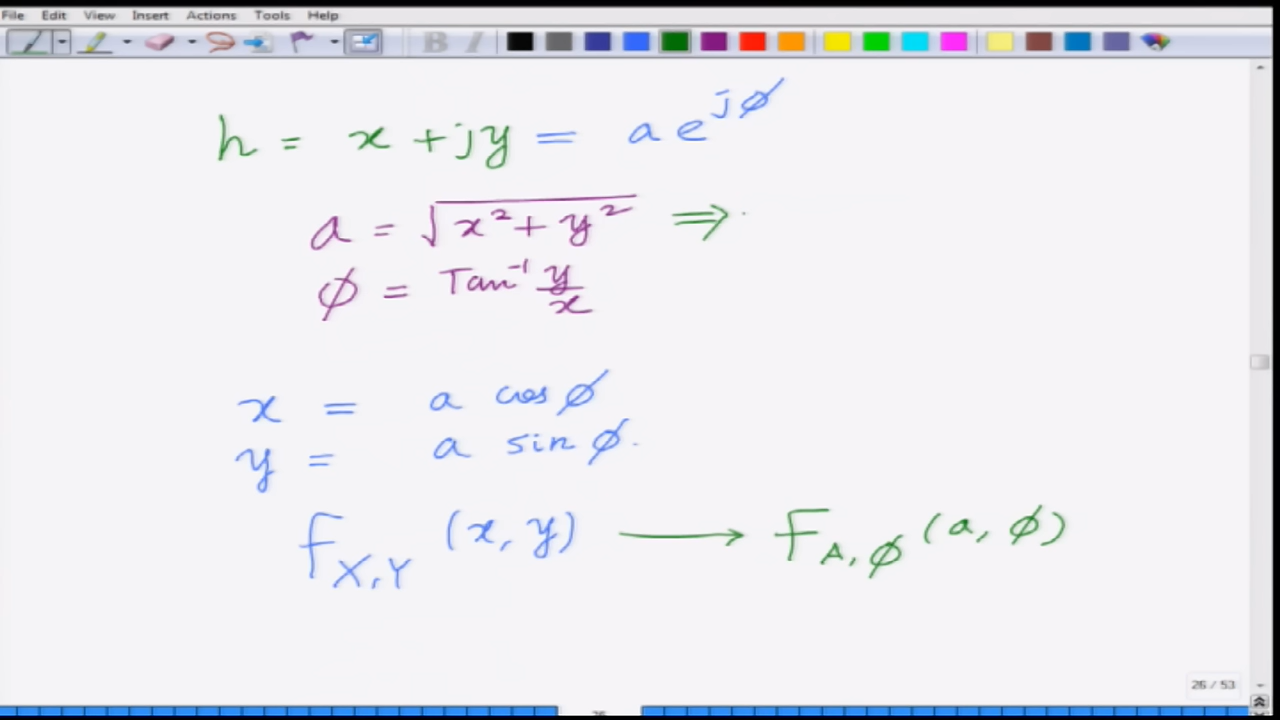 File Edit View Insert Actions Tools Help
B I
h = x + jy = a e^{jϕ}
a = √(x² + y²) ⇒
ϕ = Tan⁻¹ y/x
x = a cos ϕ
y = a sin ϕ.
f_{X,Y} (x, y) → F_{A,ϕ} (a, ϕ)
26 / 53